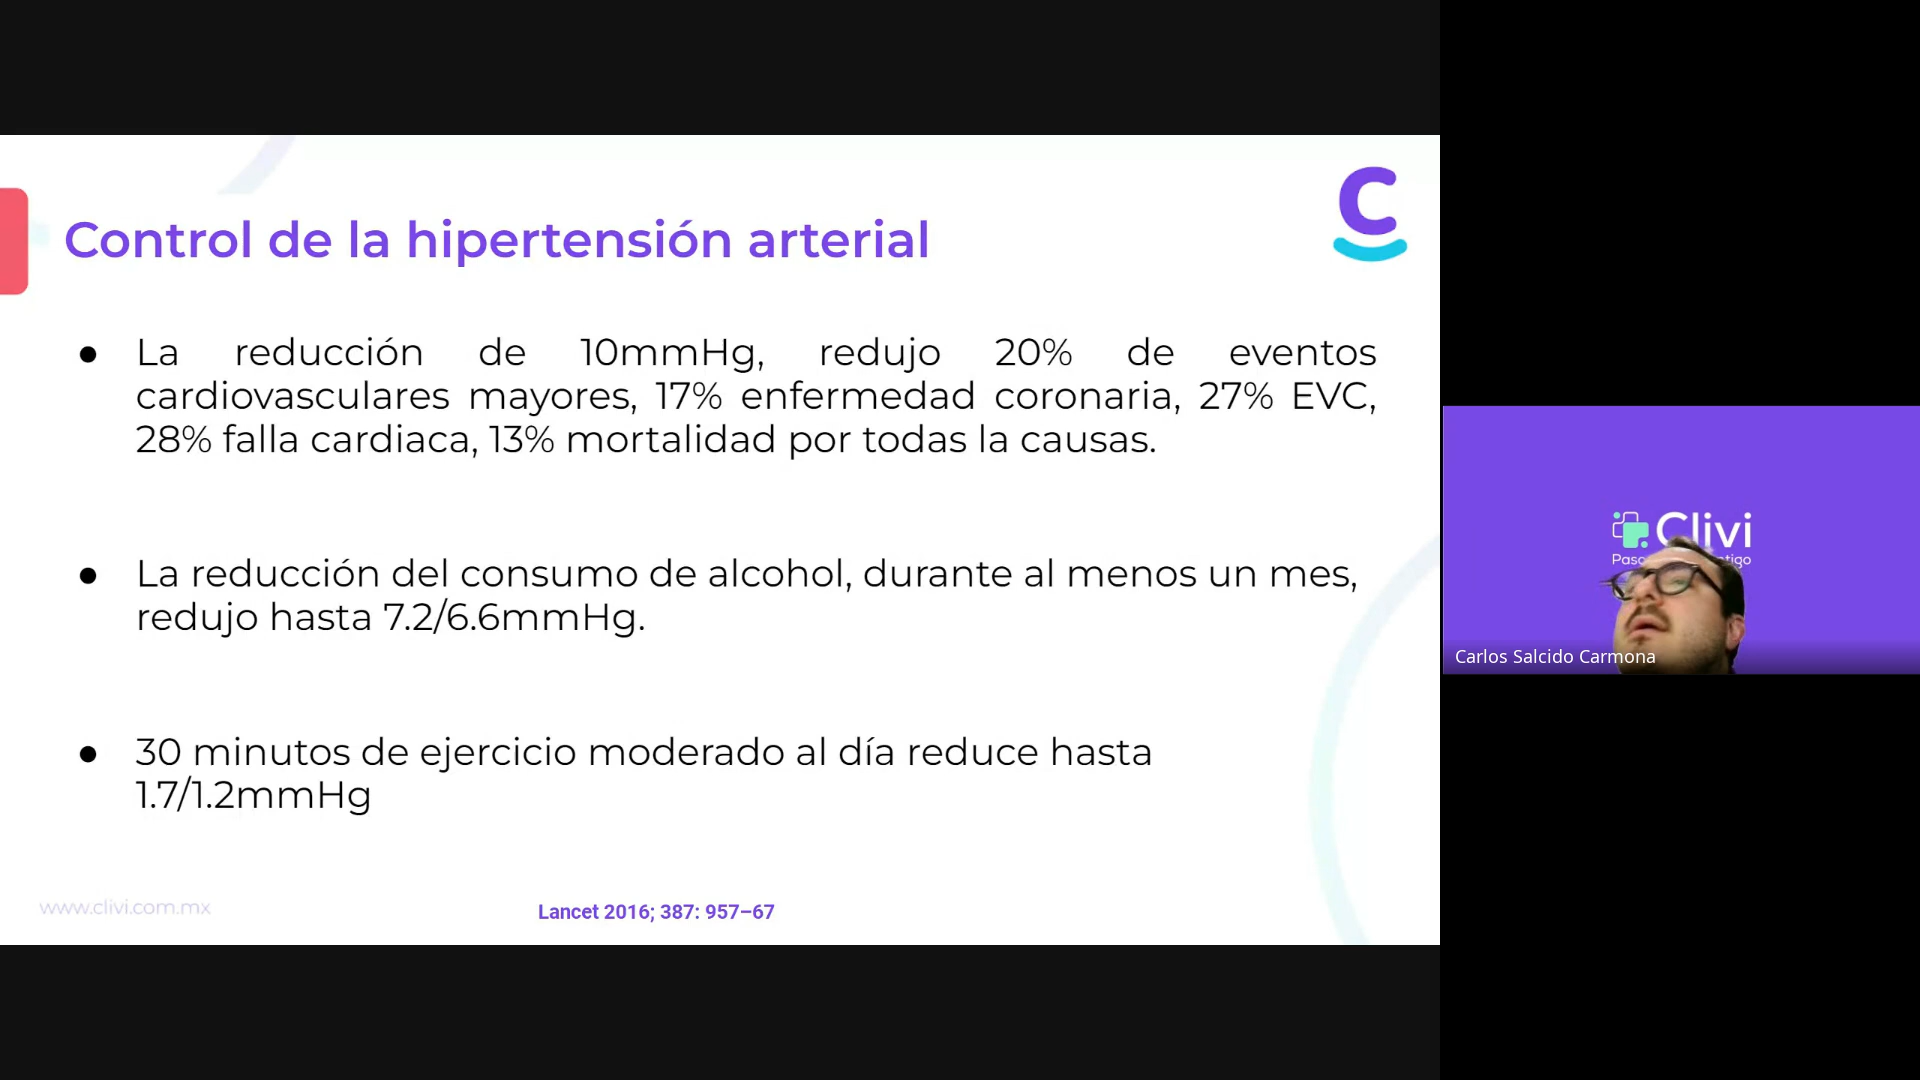 Control de la hipertensión arterial
● La reducción de 10mmHg, redujo 20% de eventos
cardiovasculares mayores, 17% enfermedad coronaria, 27% EVC,
28% falla cardiaca, 13% mortalidad por todas la causas.
● La reducción del consumo de alcohol, durante al menos un mes,
redujo hasta 7.2/6.6mmHg.
● 30 minutos de ejercicio moderado al día reduce hasta
1.7/1.2mmHg
www.clivi.com.mx
Lancet 2016; 387: 957–67
Clivi
Carlos Salcido Carmona